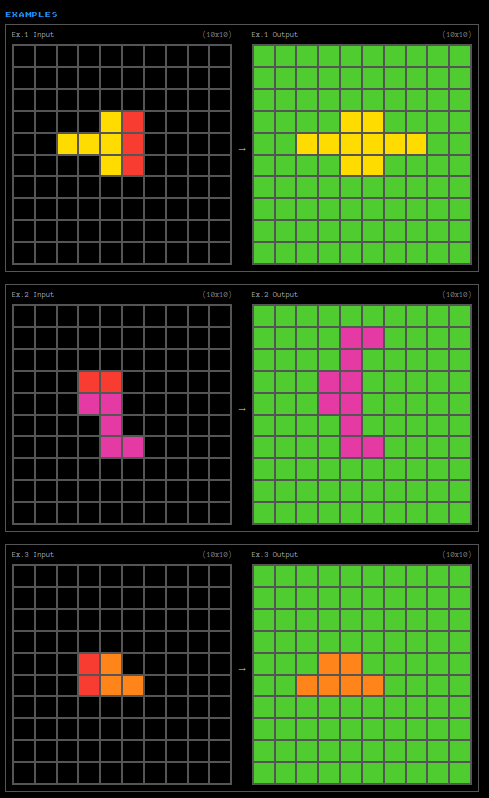 EXAMPLES
Ex.1 Input (10x10)
Ex.1 Output (10x10)
→
Ex.2 Input (10x10)
Ex.2 Output (10x10)
→
Ex.3 Input (10x10)
Ex.3 Output (10x10)
→